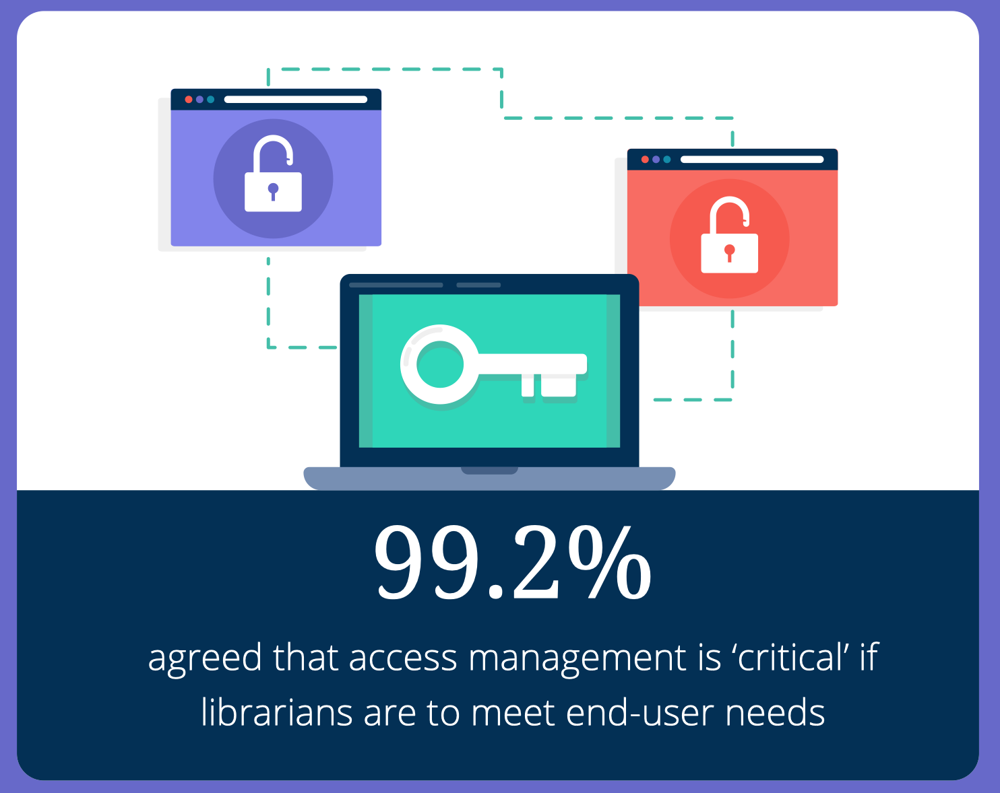 99.2%
agreed that access management is ‘critical’ if
librarians are to meet end-user needs